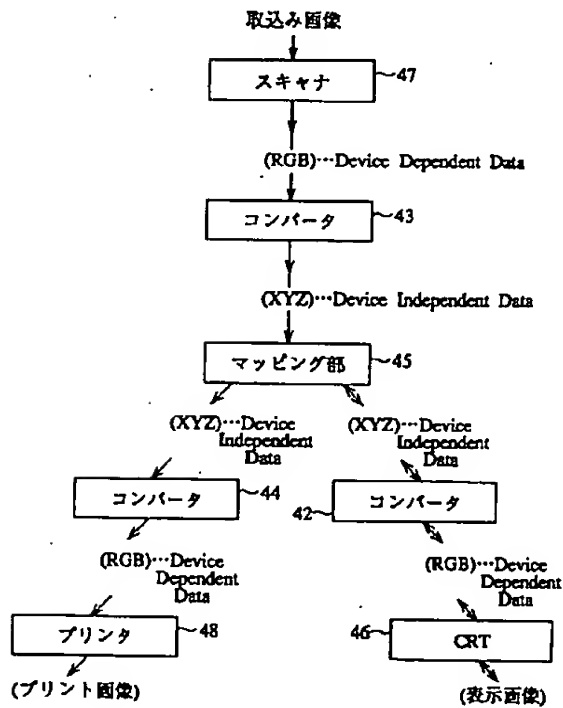 取込み画像
スキャナ
47
(RGB)…Device Dependent Data
コンバータ
43
(XYZ)…Device Independent Data
マッピング部
45
(XYZ)…Device
Independent
Data
(XYZ)…Device
Independent
Data
コンバータ
44
42
コンバータ
(RGB)…Device
Dependent
Data
(RGB)…Device
Dependent
Data
プリンタ
48
46
CRT
(プリント画像)
(表示画像)